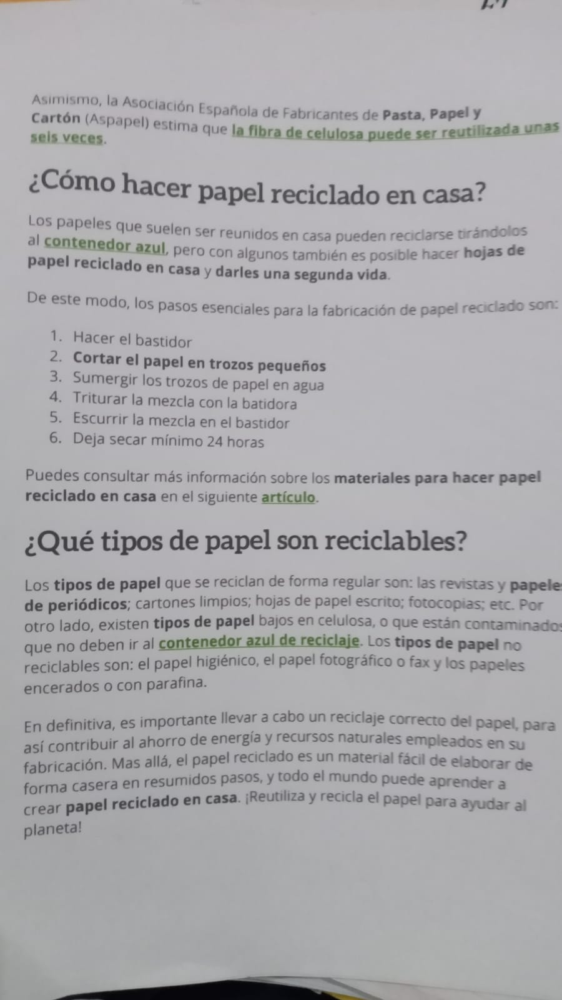 Asimismo, la Asociación Española de Fabricantes de Pasta, Papel y
Cartón (Aspapel) estima que la fibra de celulosa puede ser reutilizada unas
seis veces.
¿Cómo hacer papel reciclado en casa?
Los papeles que suelen ser reunidos en casa pueden reciclarse tirándolos
al contenedor azul, pero con algunos también es posible hacer hojas de
papel reciclado en casa y darles una segunda vida.
De este modo, los pasos esenciales para la fabricación de papel reciclado son:
1. Hacer el bastidor
2. Cortar el papel en trozos pequeños
3. Sumergir los trozos de papel en agua
4. Triturar la mezcla con la batidora
5. Escurrir la mezcla en el bastidor
6. Deja secar mínimo 24 horas
Puedes consultar más información sobre los materiales para hacer papel
reciclado en casa en el siguiente artículo.
¿Qué tipos de papel son reciclables?
Los tipos de papel que se reciclan de forma regular son: las revistas y papeles
de periódicos; cartones limpios; hojas de papel escrito; fotocopias; etc. Por
otro lado, existen tipos de papel bajos en celulosa, o que están contaminados
que no deben ir al contenedor azul de reciclaje. Los tipos de papel no
reciclables son: el papel higiénico, el papel fotográfico o fax y los papeles
encerados o con parafina.
En definitiva, es importante llevar a cabo un reciclaje correcto del papel, para
así contribuir al ahorro de energía y recursos naturales empleados en su
fabricación. Mas allá, el papel reciclado es un material fácil de elaborar de
forma casera en resumidos pasos, y todo el mundo puede aprender a
crear papel reciclado en casa. ¡Reutiliza y recicla el papel para ayudar al
planeta!